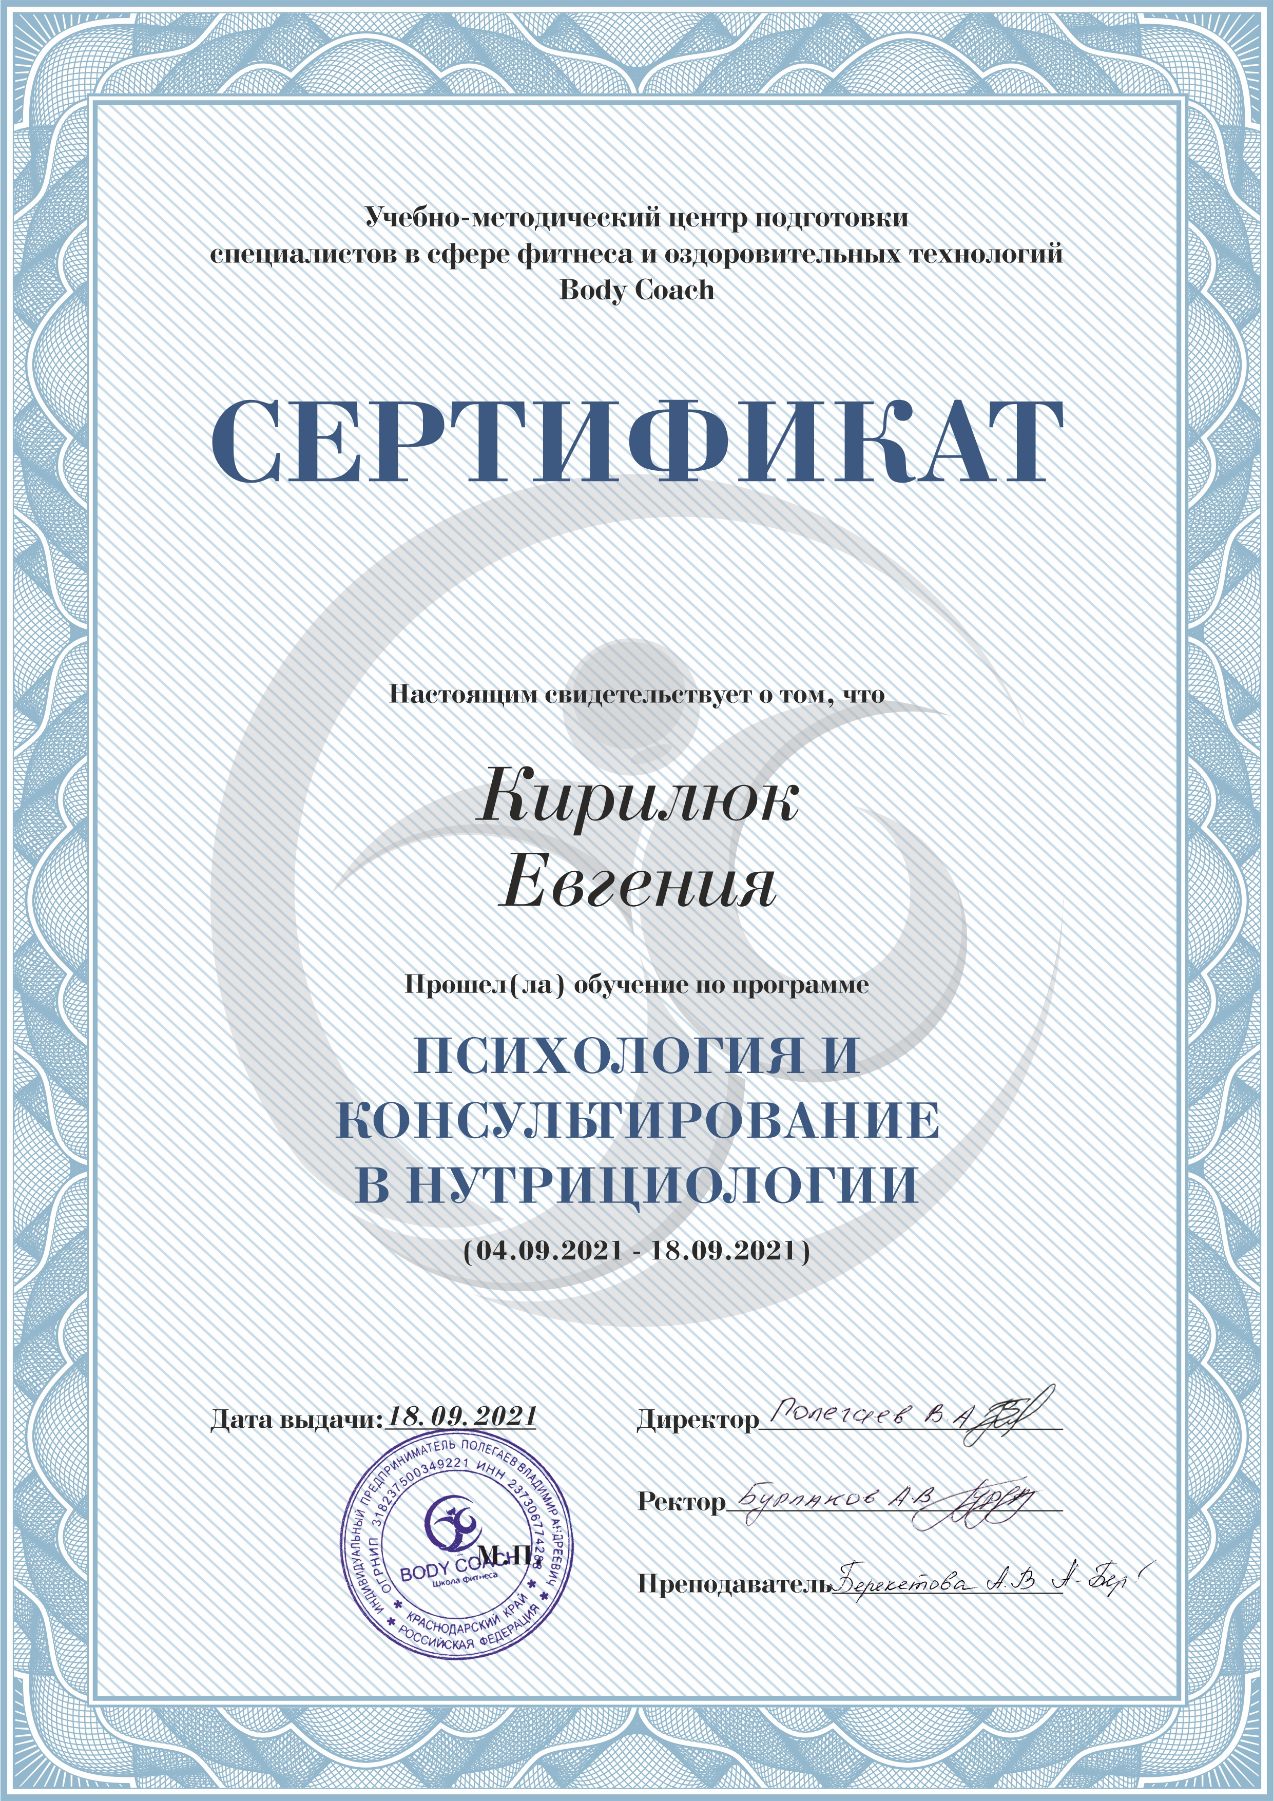 Учебно-методический центр подготовки
специалистов в сфере фитнеса и оздоровительных технологий
Body Coach
СЕРТИФИКАТ
Настоящим свидетельствует о том, что
Кирилюк
Евгения
Прошел(ла) обучение по программе
ПСИХОЛОГИЯ И
КОНСУЛЬТИРОВАНИЕ
В НУТРИЦИОЛОГИИ
(04.09.2021 - 18.09.2021)
Дата выдачи: 18.09.2021
Директор Полегаев В.А
Ректор Бурлаков А.В
Преподаватель Берекетова А.В
М.П.
ИНДИВИДУАЛЬНЫЙ ПРЕДПРИНИМАТЕЛЬ ПОЛЕГАЕВ ВЛАДИМИР АНДРЕЕВИЧ
ОГРНИП 318237500349221 ИНН
BODY COACH
Школа Фитнеса
КРАСНОДАРСКИЙ КРАЙ
РОССИЙСКАЯ ФЕДЕРАЦИЯ